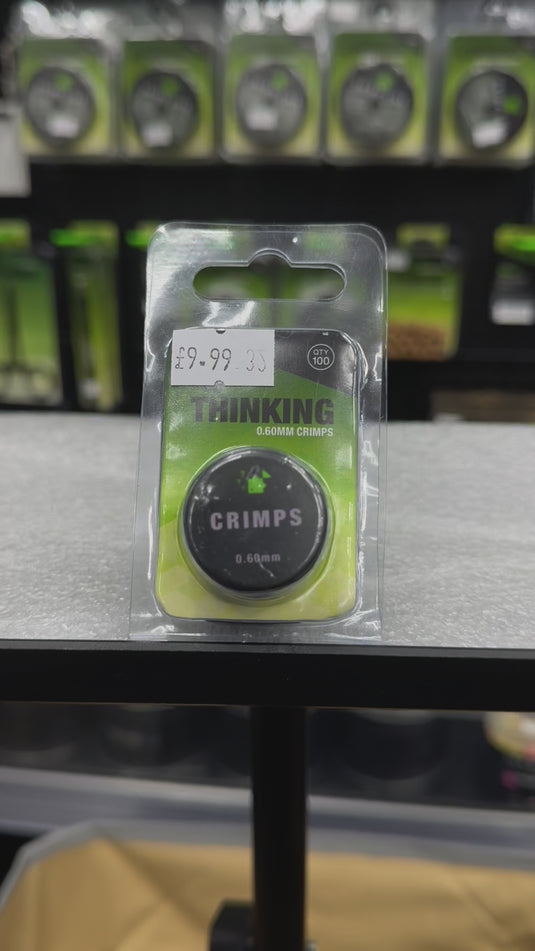 £9.99
QTY
100
THINKING
0.60MM CRIMPS
CRIMPS
0.60mm